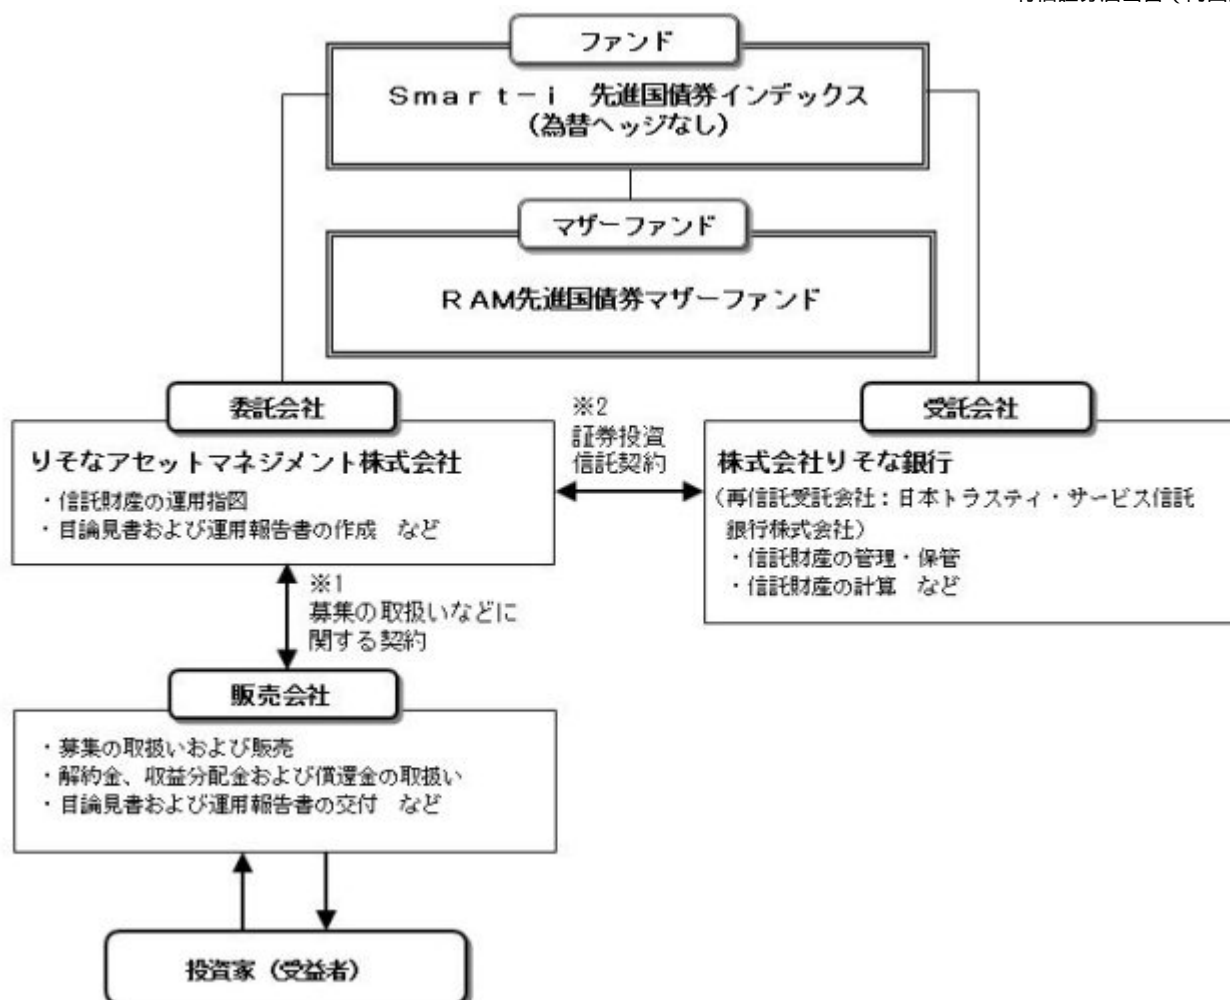 ファンド
Ｓｍａｒｔ－ｉ　先進国債券インデックス
（為替ヘッジなし）
マザーファンド
ＲＡＭ先進国債券マザーファンド
委託会社
りそなアセットマネジメント株式会社
・信託財産の運用指図
・目論見書および運用報告書の作成　など
※2
証券投資
信託契約
受託会社
株式会社りそな銀行
（再信託受託会社：日本トラスティ・サービス信託
銀行株式会社）
・信託財産の管理・保管
・信託財産の計算　など
※1
募集の取扱いなどに
関する契約
販売会社
・募集の取扱いおよび販売
・解約金、収益分配金および償還金の取扱い
・目論見書および運用報告書の交付　など
投資家（受益者）